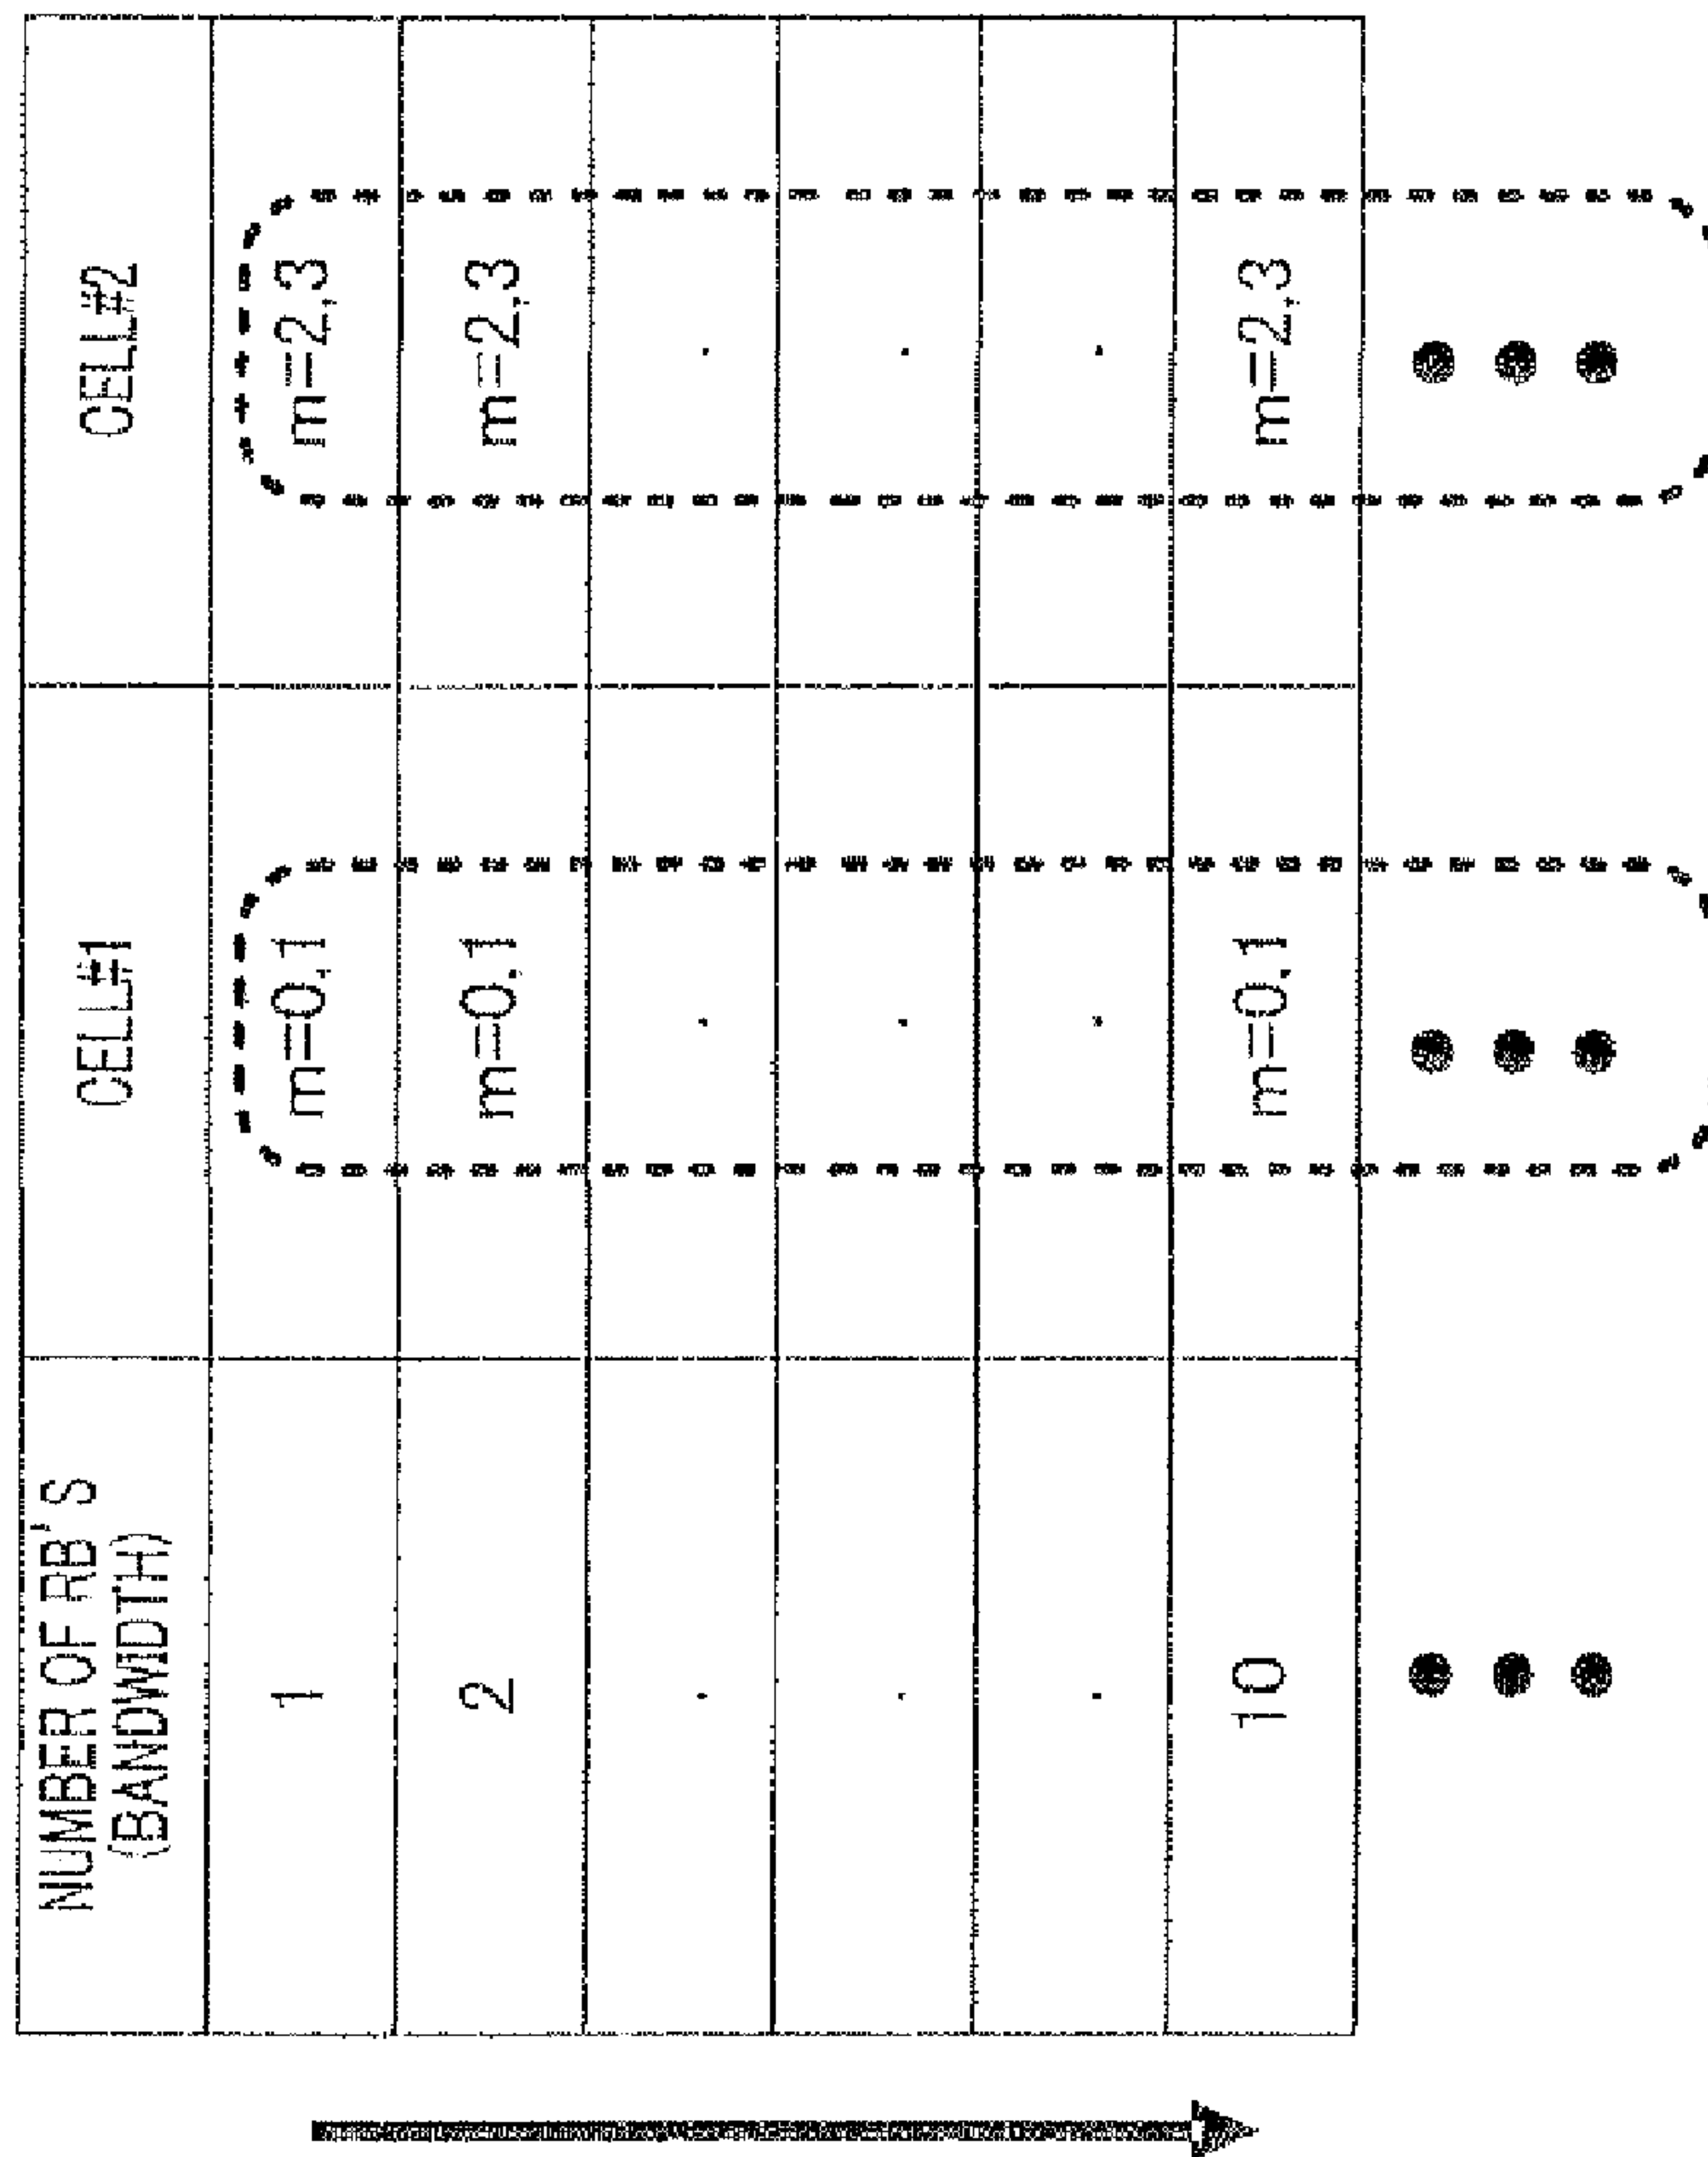 NUMBER OF RB'S
(BANDWIDTH)
CELL#1
CELL#2
1
m=0,1
m=2,3
2
m=0,1
m=2,3
10
m=0,1
m=2,3